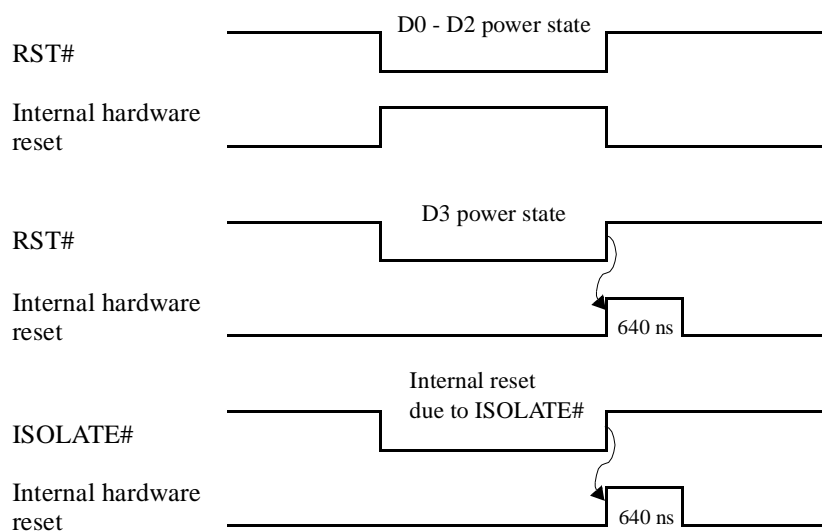 D0 - D2 power state
RST#
Internal hardware
reset
D3 power state
RST#
Internal hardware
reset
640 ns
Internal reset
due to ISOLATE#
ISOLATE#
Internal hardware
reset
640 ns